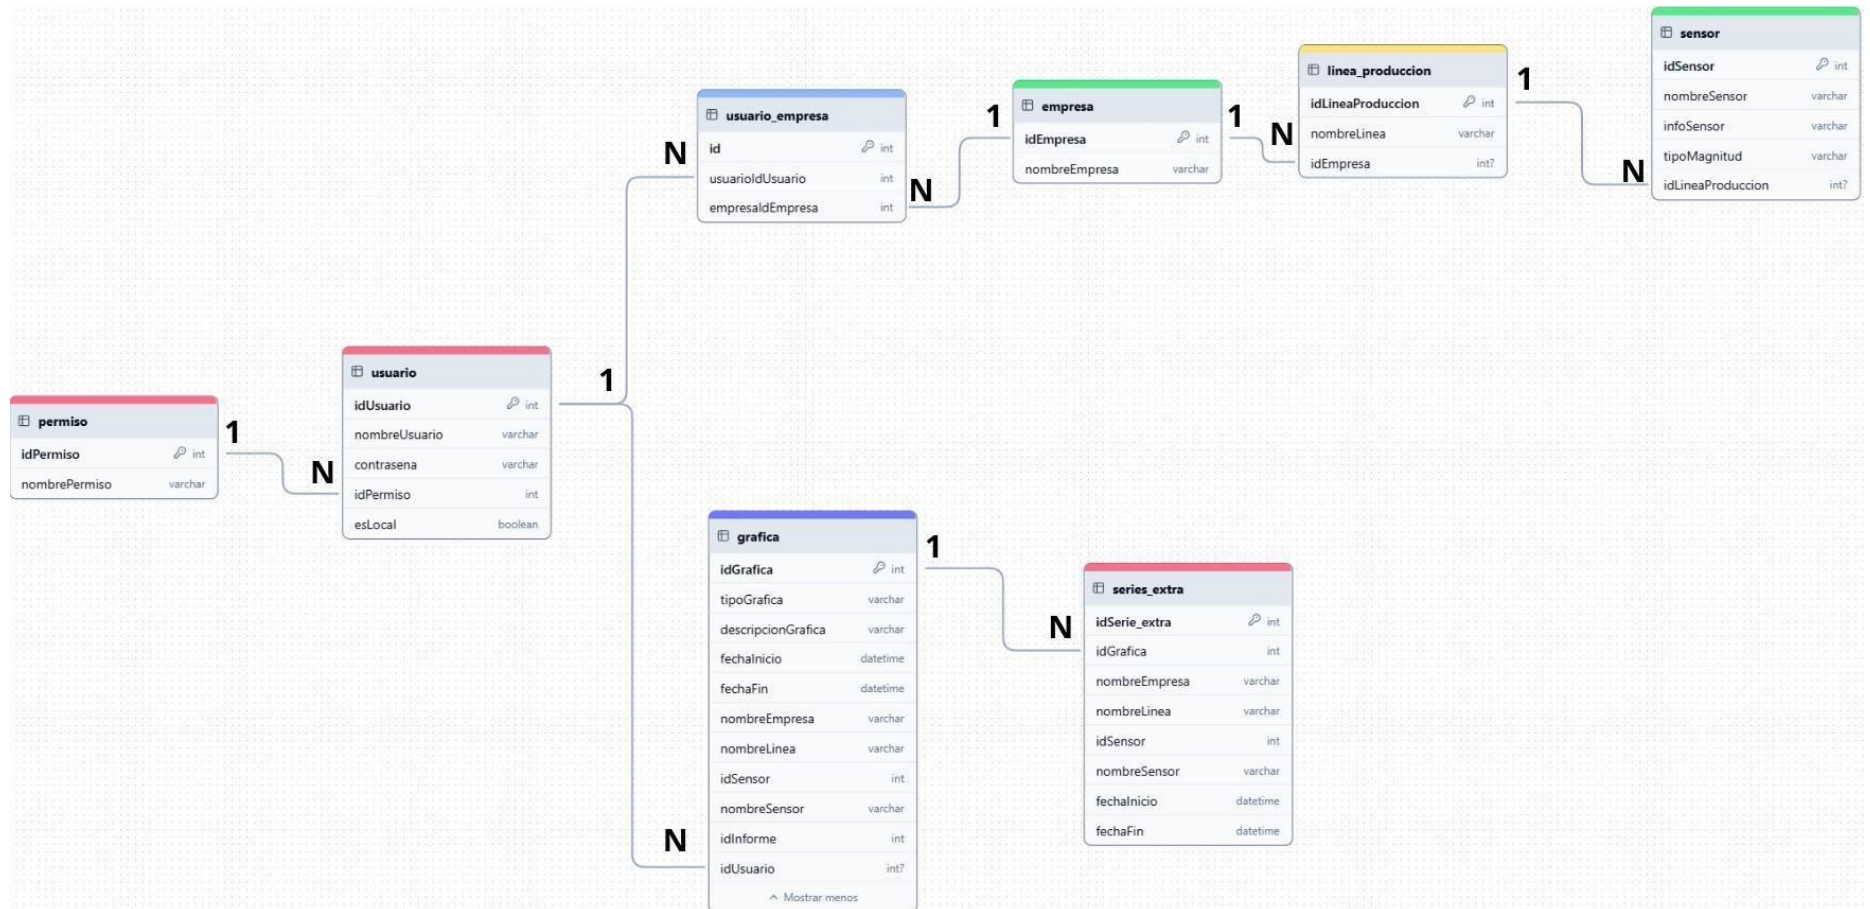 permiso
idPermiso int
nombrePermiso varchar
1
N
usuario
idUsuario int
nombreUsuario varchar
contrasena varchar
idPermiso int
esLocal boolean
1
N
usuario_empresa
id int
usuarioIdUsuario int
empresaIdEmpresa int
N
1
empresa
idEmpresa int
nombreEmpresa varchar
1
N
linea_produccion
idLineaProduccion int
nombreLinea varchar
idEmpresa int?
1
N
sensor
idSensor int
nombreSensor varchar
infoSensor varchar
tipoMagnitud varchar
idLineaProduccion int?
N
grafica
idGrafica int
tipoGrafica varchar
descripcionGrafica varchar
fechaInicio datetime
fechaFin datetime
nombreEmpresa varchar
nombreLinea varchar
idSensor int
nombreSensor varchar
idInforme int
idUsuario int?
Mostrar menos
1
N
series_extra
idSerie_extra int
idGrafica int
nombreEmpresa varchar
nombreLinea varchar
idSensor int
nombreSensor varchar
fechaInicio datetime
fechaFin datetime